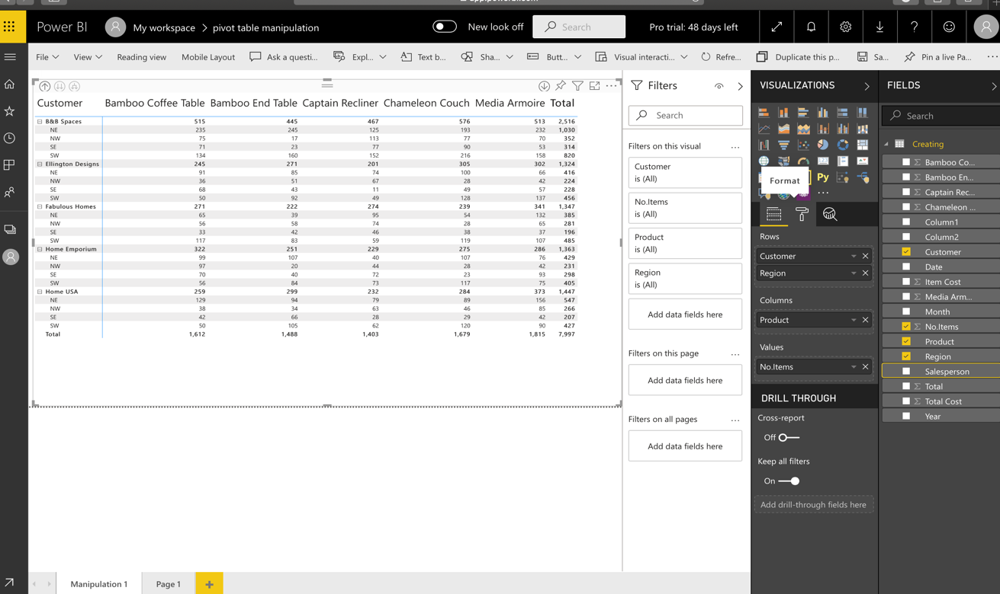 Power BI My workspace > pivot table manipulation New look off Search Pro trial: 48 days left
File View Reading view Mobile Layout Ask a questi... Expl... Text b... Sha... Butt... Visual interacti... Refre... Duplicate this p... Sa... Pin a live Pa... ...
Customer Bamboo Coffee Table Bamboo End Table Captain Recliner Chameleon Couch Media Armoire Total
B&B Spaces 515 445 467 576 513 2,516
NE 235 245 125 193 232 1,030
NW 75 17 113 77 70 352
SE 71 23 77 90 53 314
SW 134 160 152 216 158 820
Ellington Designs 245 271 201 305 302 1,324
NE 91 85 74 100 66 416
NW 36 51 67 28 42 224
SE 68 43 11 49 57 228
SW 50 92 49 128 137 456
Fabulous Homes 271 222 274 239 341 1,347
NE 65 39 95 54 132 385
NW 56 58 74 28 65 281
SE 33 42 46 38 37 196
SW 117 83 59 119 107 485
Home Emporium 322 251 229 275 286 1,363
NE 99 107 40 107 76 429
NW 97 20 44 28 42 231
SE 70 40 72 23 93 298
SW 56 84 73 117 75 405
Home USA 259 299 232 284 373 1,447
NE 129 94 79 89 156 547
NW 38 34 63 46 85 266
SE 42 66 28 29 42 207
SW 50 105 62 120 90 427
Total 1,612 1,488 1,403 1,679 1,815 7,997
Manipulation 1 Page 1 +
Filters
Search
Filters on this visual ...
Customer
is (All)
No.Items
is (All)
Product
is (All)
Region
is (All)
Add data fields here
Filters on this page ...
Add data fields here
Filters on all pages ...
Add data fields here
VISUALIZATIONS
Py
Format
...
Rows
Customer
Region
Columns
Product
Values
No.Items
DRILL THROUGH
Cross-report
Off
Keep all filters
On
Add drill-through fields here
FIELDS
Search
Creating
Σ Bamboo Co...
Σ Bamboo En...
Σ Captain Rec...
Σ Chameleon ...
Column1
Column2
Customer
Date
Σ Item Cost
Σ Media Arm...
Month
Σ No.Items
Product
Region
Salesperson
Σ Total
Σ Total Cost
Year